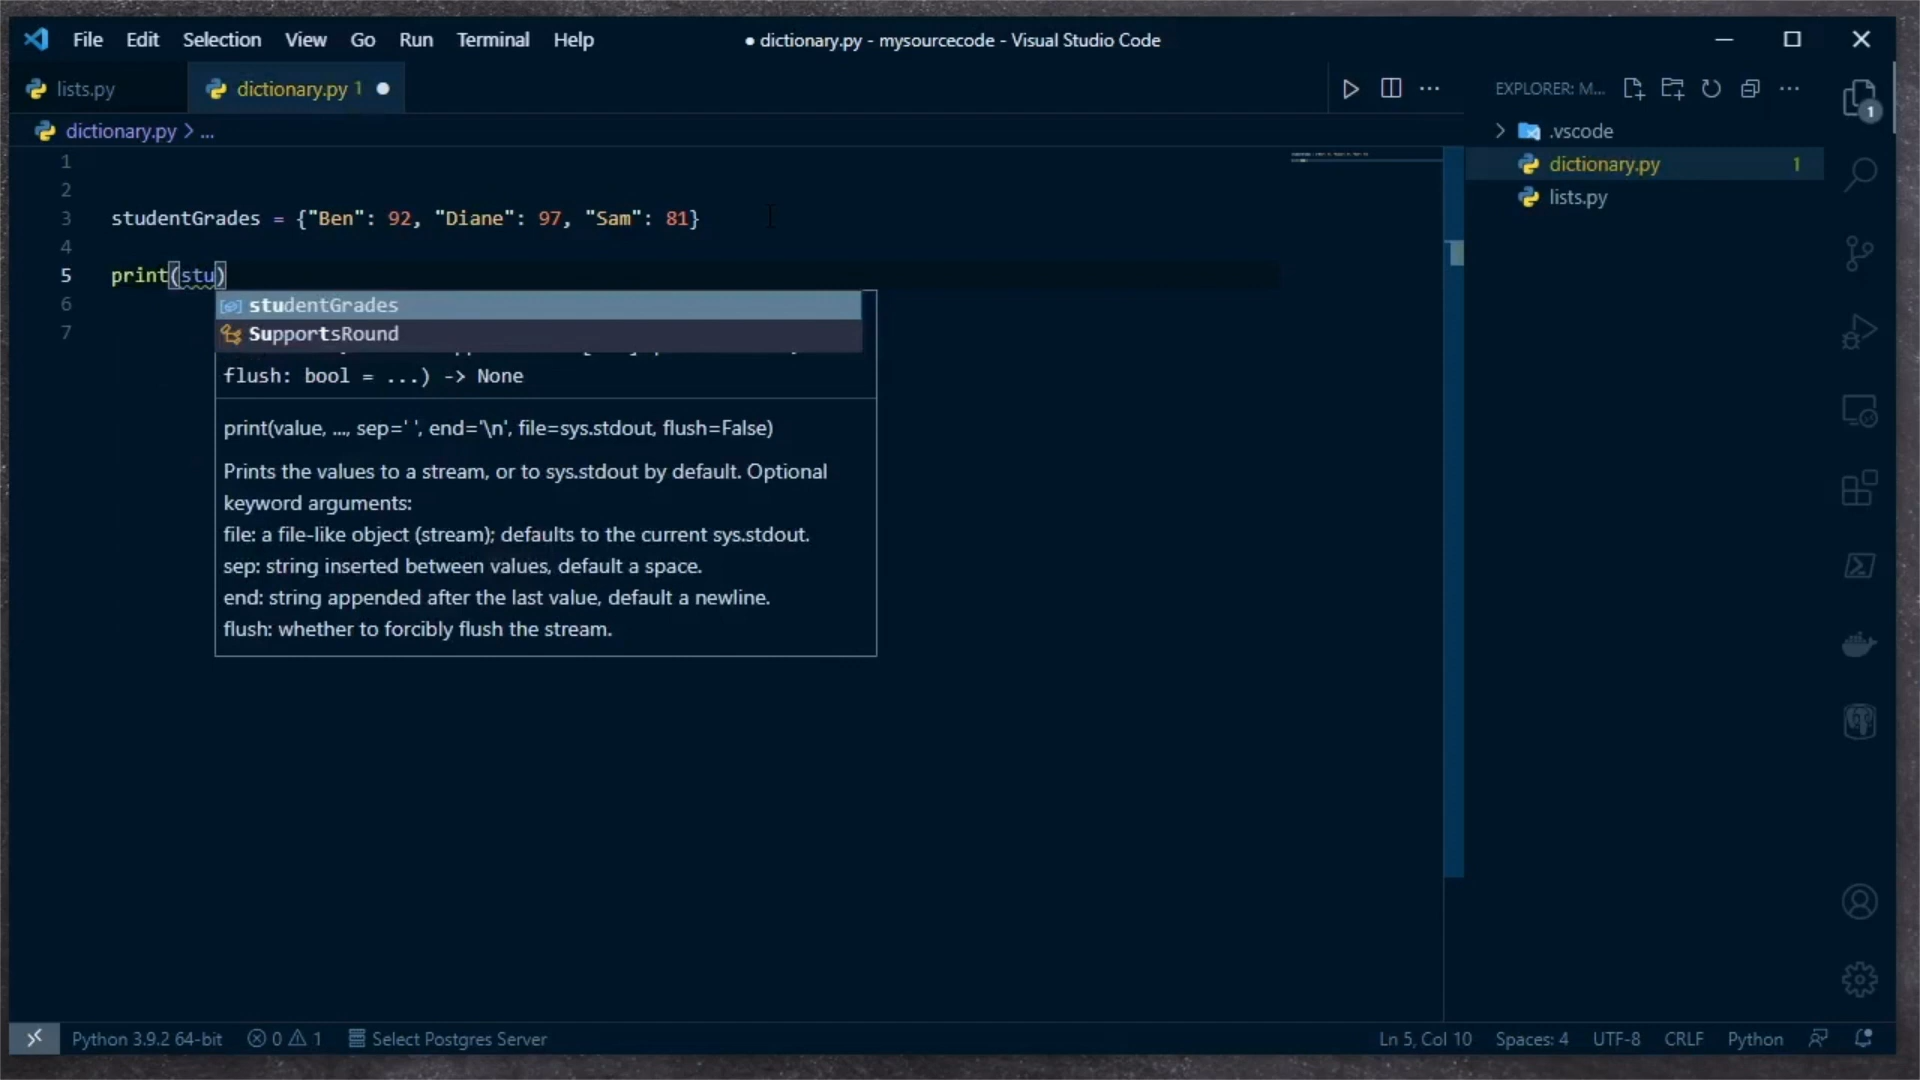 File Edit Selection View Go Run Terminal Help
● dictionary.py - mysourcecode - Visual Studio Code
lists.py
dictionary.py 1
EXPLORER: M...
1
dictionary.py > ...
.vscode
dictionary.py 1
lists.py
1
2
3 studentGrades = {"Ben": 92, "Diane": 97, "Sam": 81}
4
5 print(stu)
6
7
studentGrades
SupportsRound
flush: bool = ...) -> None
print(value, ..., sep=' ', end='\n', file=sys.stdout, flush=False)
Prints the values to a stream, or to sys.stdout by default. Optional
keyword arguments:
file: a file-like object (stream); defaults to the current sys.stdout.
sep: string inserted between values, default a space.
end: string appended after the last value, default a newline.
flush: whether to forcibly flush the stream.
Python 3.9.2 64-bit 0 1 Select Postgres Server
Ln 5, Col 10 Spaces: 4 UTF-8 CRLF Python